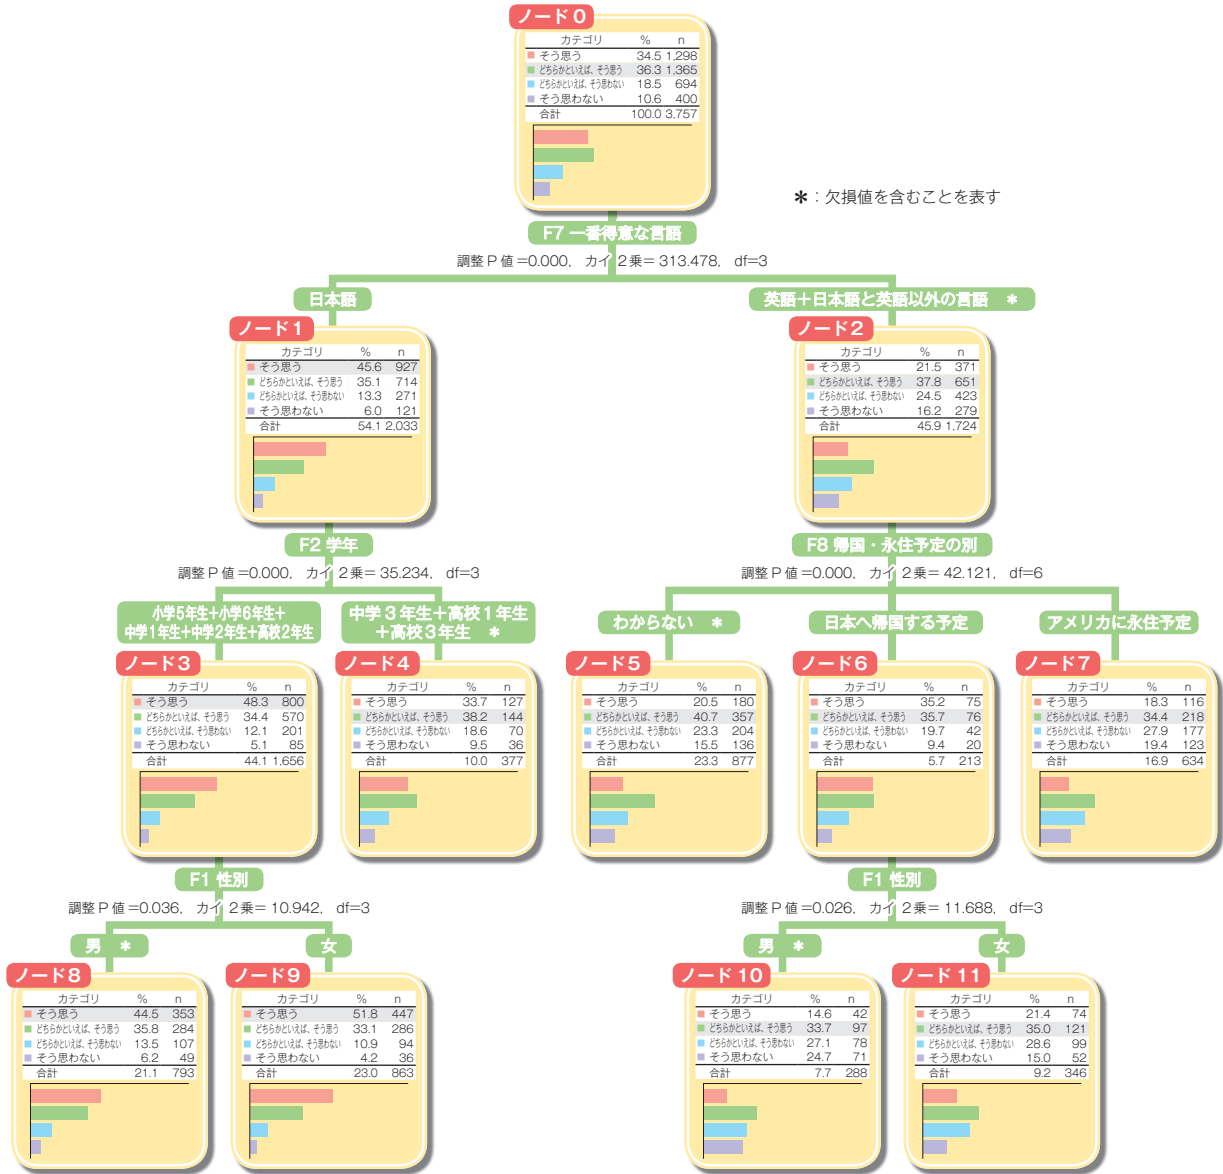 ノード0
カテゴリ % n
そう思う 34.5 1,298
どちらかといえば、そう思う 36.3 1,365
どちらかといえば、そう思わない 18.5 694
そう思わない 10.6 400
合計 100.0 3,757
＊：欠損値を含むことを表す
F7 一番得意な言語
調整P値=0.000, カイ2乗=313.478, df=3
日本語
英語＋日本語と英語以外の言語 ＊
ノード1
カテゴリ % n
そう思う 45.6 927
どちらかといえば、そう思う 35.1 714
どちらかといえば、そう思わない 13.3 271
そう思わない 6.0 121
合計 54.1 2,033
ノード2
カテゴリ % n
そう思う 21.5 371
どちらかといえば、そう思う 37.8 651
どちらかといえば、そう思わない 24.5 423
そう思わない 16.2 279
合計 45.9 1,724
F2 学年
調整P値=0.000, カイ2乗=35.234, df=3
F8 帰国・永住予定の別
調整P値=0.000, カイ2乗=42.121, df=6
小学5年生＋小学6年生＋
中学1年生＋中学2年生＋高校2年生
中学3年生＋高校1年生
＋高校3年生 ＊
わからない ＊
日本へ帰国する予定
アメリカに永住予定
ノード3
カテゴリ % n
そう思う 48.3 800
どちらかといえば、そう思う 34.4 570
どちらかといえば、そう思わない 12.1 201
そう思わない 5.1 85
合計 44.1 1,656
ノード4
カテゴリ % n
そう思う 33.7 127
どちらかといえば、そう思う 38.2 144
どちらかといえば、そう思わない 18.6 70
そう思わない 9.5 36
合計 10.0 377
ノード5
カテゴリ % n
そう思う 20.5 180
どちらかといえば、そう思う 40.7 357
どちらかといえば、そう思わない 23.3 204
そう思わない 15.5 136
合計 23.3 877
ノード6
カテゴリ % n
そう思う 35.2 75
どちらかといえば、そう思う 35.7 76
どちらかといえば、そう思わない 19.7 42
そう思わない 9.4 20
合計 5.7 213
ノード7
カテゴリ % n
そう思う 18.3 116
どちらかといえば、そう思う 34.4 218
どちらかといえば、そう思わない 27.9 177
そう思わない 19.4 123
合計 16.9 634
F1 性別
調整P値=0.036, カイ2乗=10.942, df=3
F1 性別
調整P値=0.026, カイ2乗=11.688, df=3
男 ＊
女
男 ＊
女
ノード8
カテゴリ % n
そう思う 44.5 353
どちらかといえば、そう思う 35.8 284
どちらかといえば、そう思わない 13.5 107
そう思わない 6.2 49
合計 21.1 793
ノード9
カテゴリ % n
そう思う 51.8 447
どちらかといえば、そう思う 33.1 286
どちらかといえば、そう思わない 10.9 94
そう思わない 4.2 36
合計 23.0 863
ノード10
カテゴリ % n
そう思う 14.6 42
どちらかといえば、そう思う 33.7 97
どちらかといえば、そう思わない 27.1 78
そう思わない 24.7 71
合計 7.7 288
ノード11
カテゴリ % n
そう思う 21.4 74
どちらかといえば、そう思う 35.0 121
どちらかといえば、そう思わない 28.6 99
そう思わない 15.0 52
合計 9.2 346